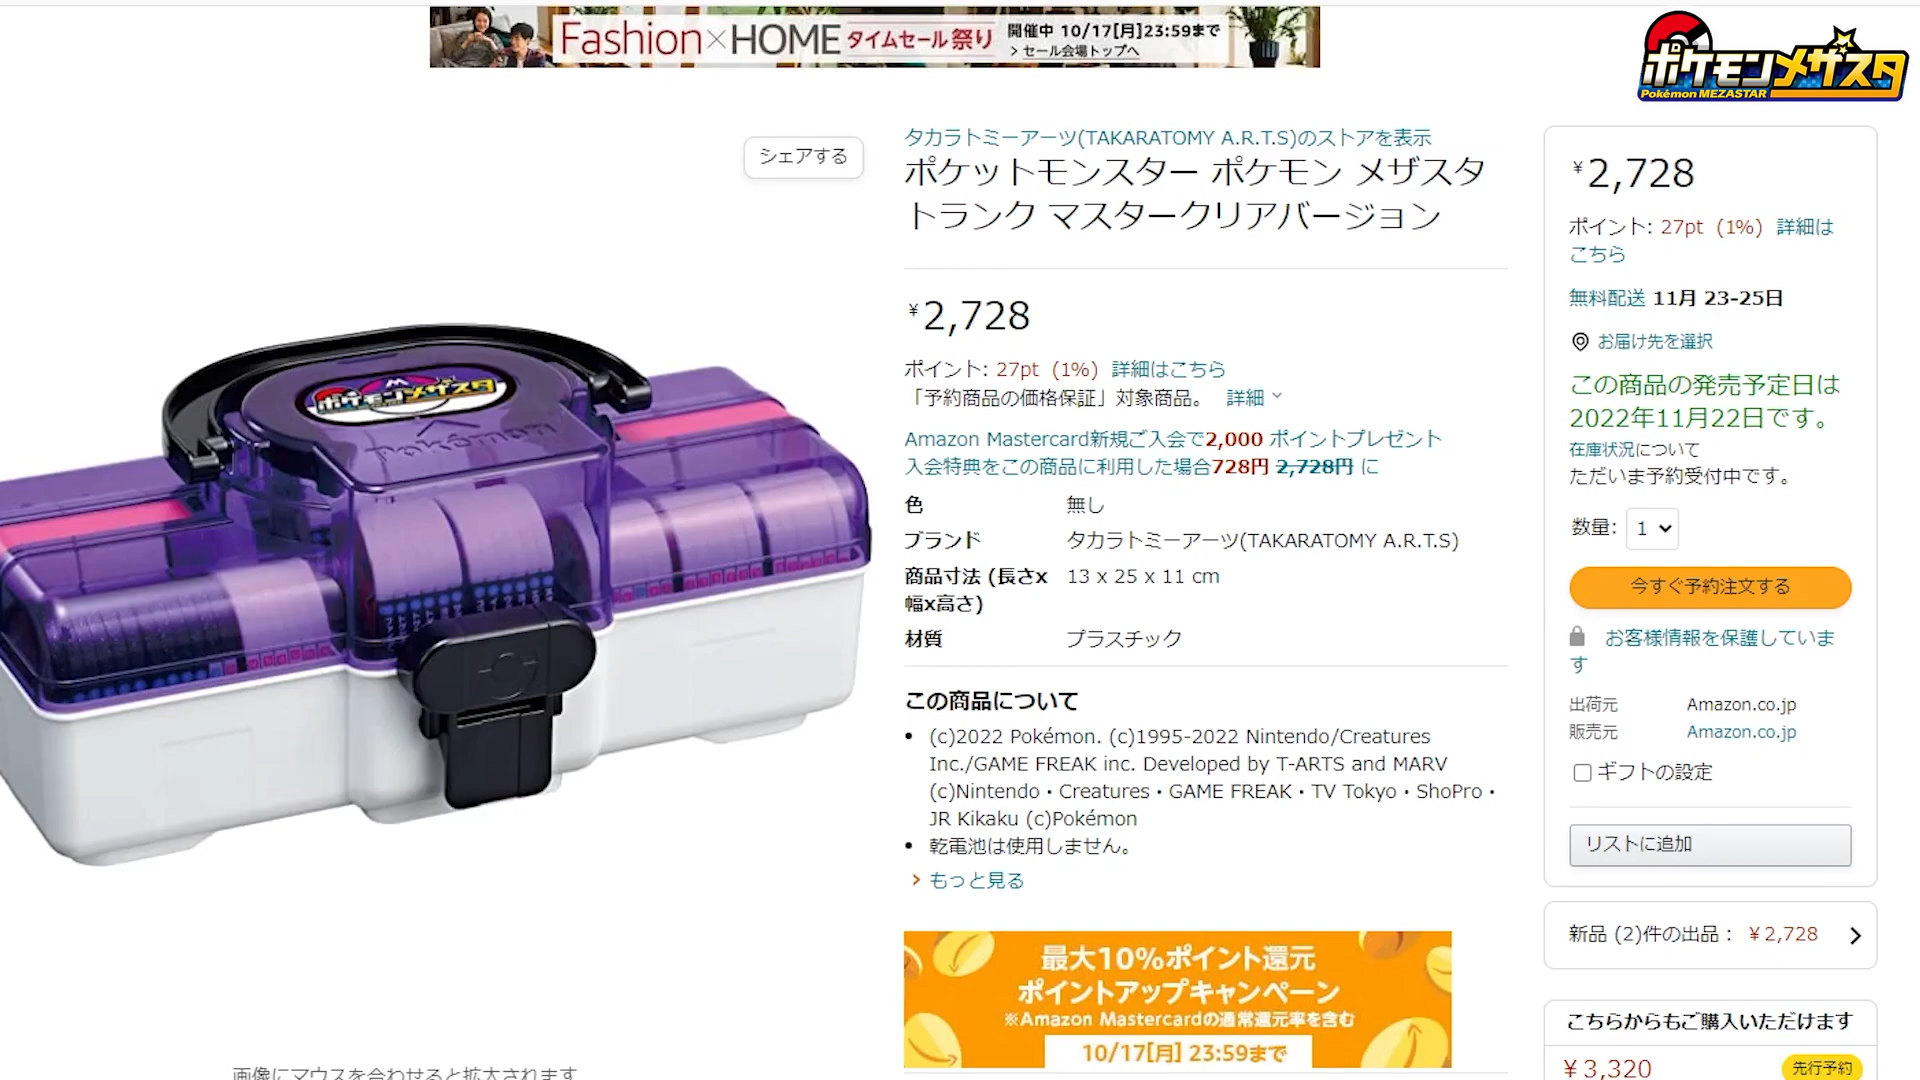 Fashion×HOME タイムセール祭り 開催中 10/17[月]23:59まで
> セール会場トップへ
ポケモンメザスタ
Pokémon MEZASTAR
シェアする
ポケモンメザスタ
Pokémon
画像にマウスを合わせると拡大されます
タカラトミーアーツ(TAKARATOMY A.R.T.S)のストアを表示
ポケットモンスター ポケモン メザスタ
トランク マスタークリアバージョン
¥2,728
ポイント: 27pt (1%) 詳細はこちら
「予約商品の価格保証」対象商品。 詳細
Amazon Mastercard新規ご入会で2,000 ポイントプレゼント
入会特典をこの商品に利用した場合728円 2,728円 に
色 無し
ブランド タカラトミーアーツ(TAKARATOMY A.R.T.S)
商品寸法 (長さx 13 x 25 x 11 cm
幅x高さ)
材質 プラスチック
この商品について
• (c)2022 Pokémon. (c)1995-2022 Nintendo/Creatures
Inc./GAME FREAK inc. Developed by T-ARTS and MARV
(c)Nintendo・Creatures・GAME FREAK・TV Tokyo・ShoPro・
JR Kikaku (c)Pokémon
• 乾電池は使用しません。
› もっと見る
最大10%ポイント還元
ポイントアップキャンペーン
※Amazon Mastercardの通常還元率を含む
10/17[月] 23:59まで
¥2,728
ポイント: 27pt (1%) 詳細は
こちら
無料配送 11月 23-25日
お届け先を選択
この商品の発売予定日は
2022年11月22日です。
在庫状況について
ただいま予約受付中です。
数量: 1
今すぐ予約注文する
お客様情報を保護していま
す
出荷元 Amazon.co.jp
販売元 Amazon.co.jp
ギフトの設定
リストに追加
新品 (2)件の出品： ¥2,728
こちらからもご購入いただけます
¥3,320 先行予約